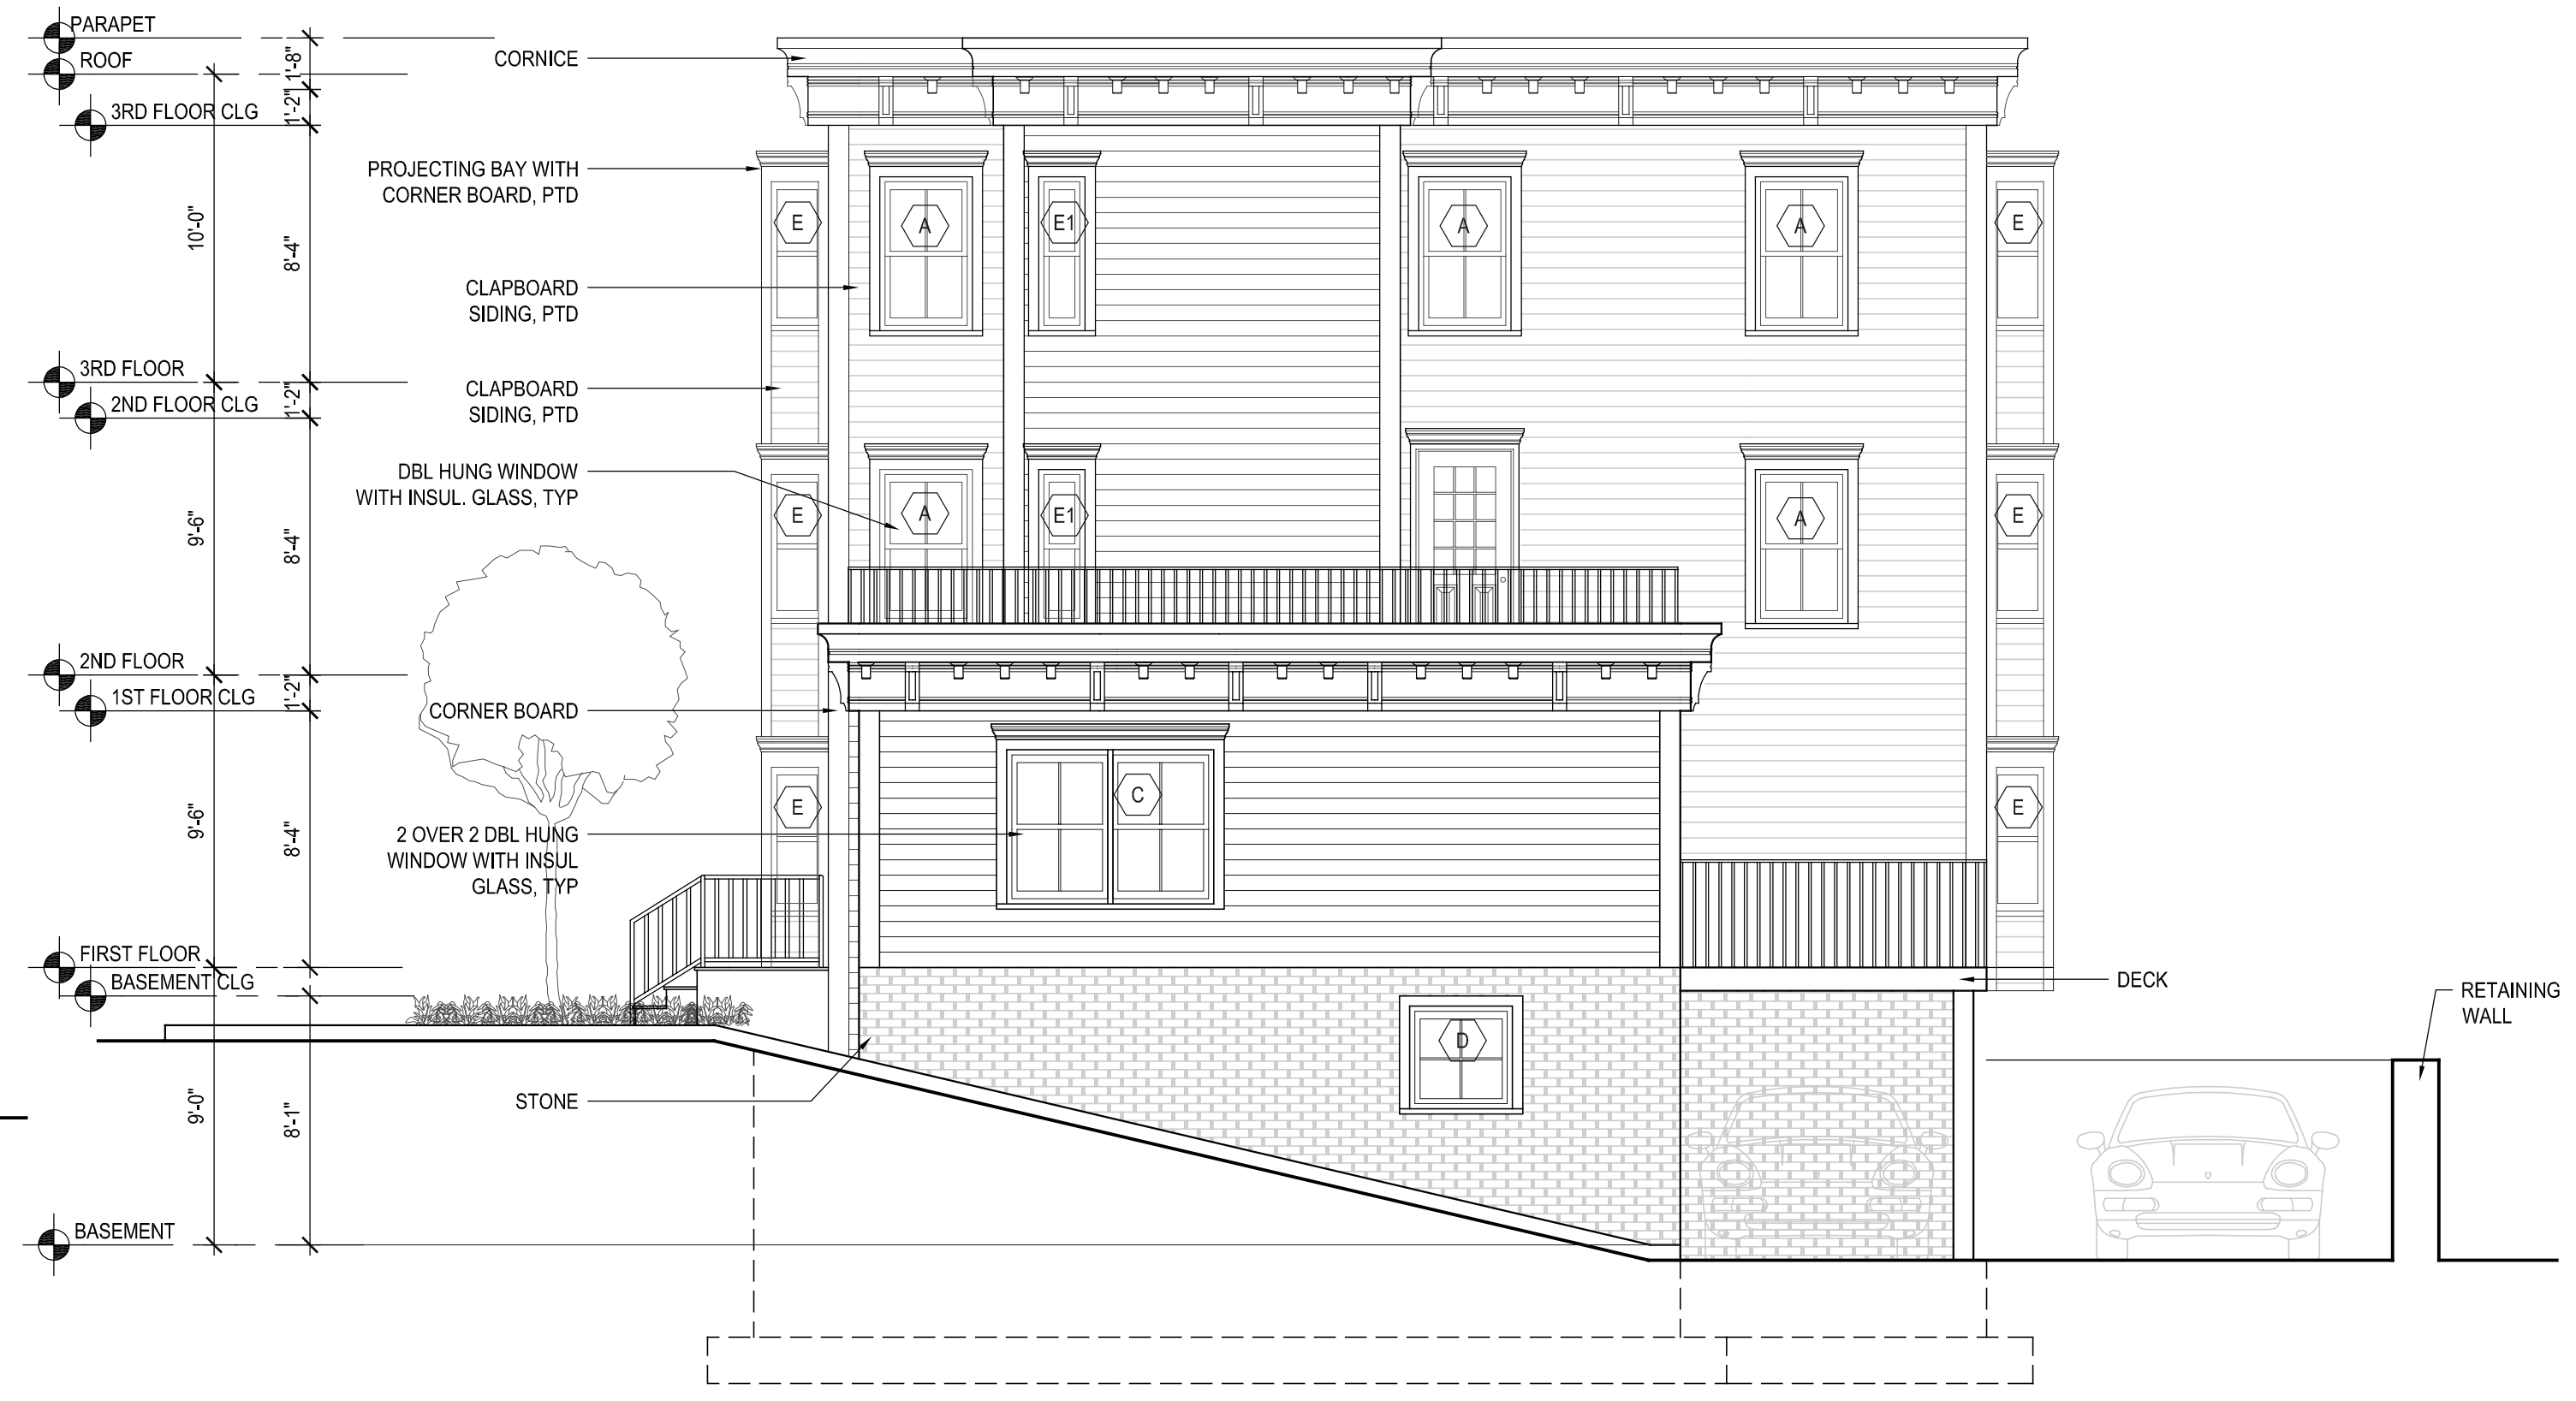 PARAPET
ROOF
3RD FLOOR CLG
3RD FLOOR
2ND FLOOR CLG
2ND FLOOR
1ST FLOOR CLG
FIRST FLOOR
BASEMENT CLG
BASEMENT
10'-0"
9'-6"
9'-6"
9'-0"
1'-8"
1'-2"
8'-4"
1'-2"
8'-4"
1'-2"
8'-4"
8'-1"
CORNICE
PROJECTING BAY WITH
CORNER BOARD, PTD
CLAPBOARD
SIDING, PTD
CLAPBOARD
SIDING, PTD
DBL HUNG WINDOW
WITH INSUL. GLASS, TYP
CORNER BOARD
2 OVER 2 DBL HUNG
WINDOW WITH INSUL
GLASS, TYP
STONE
E
A
E1
A
A
E
E
A
E1
A
E
E
C
E
D
DECK
RETAINING
WALL